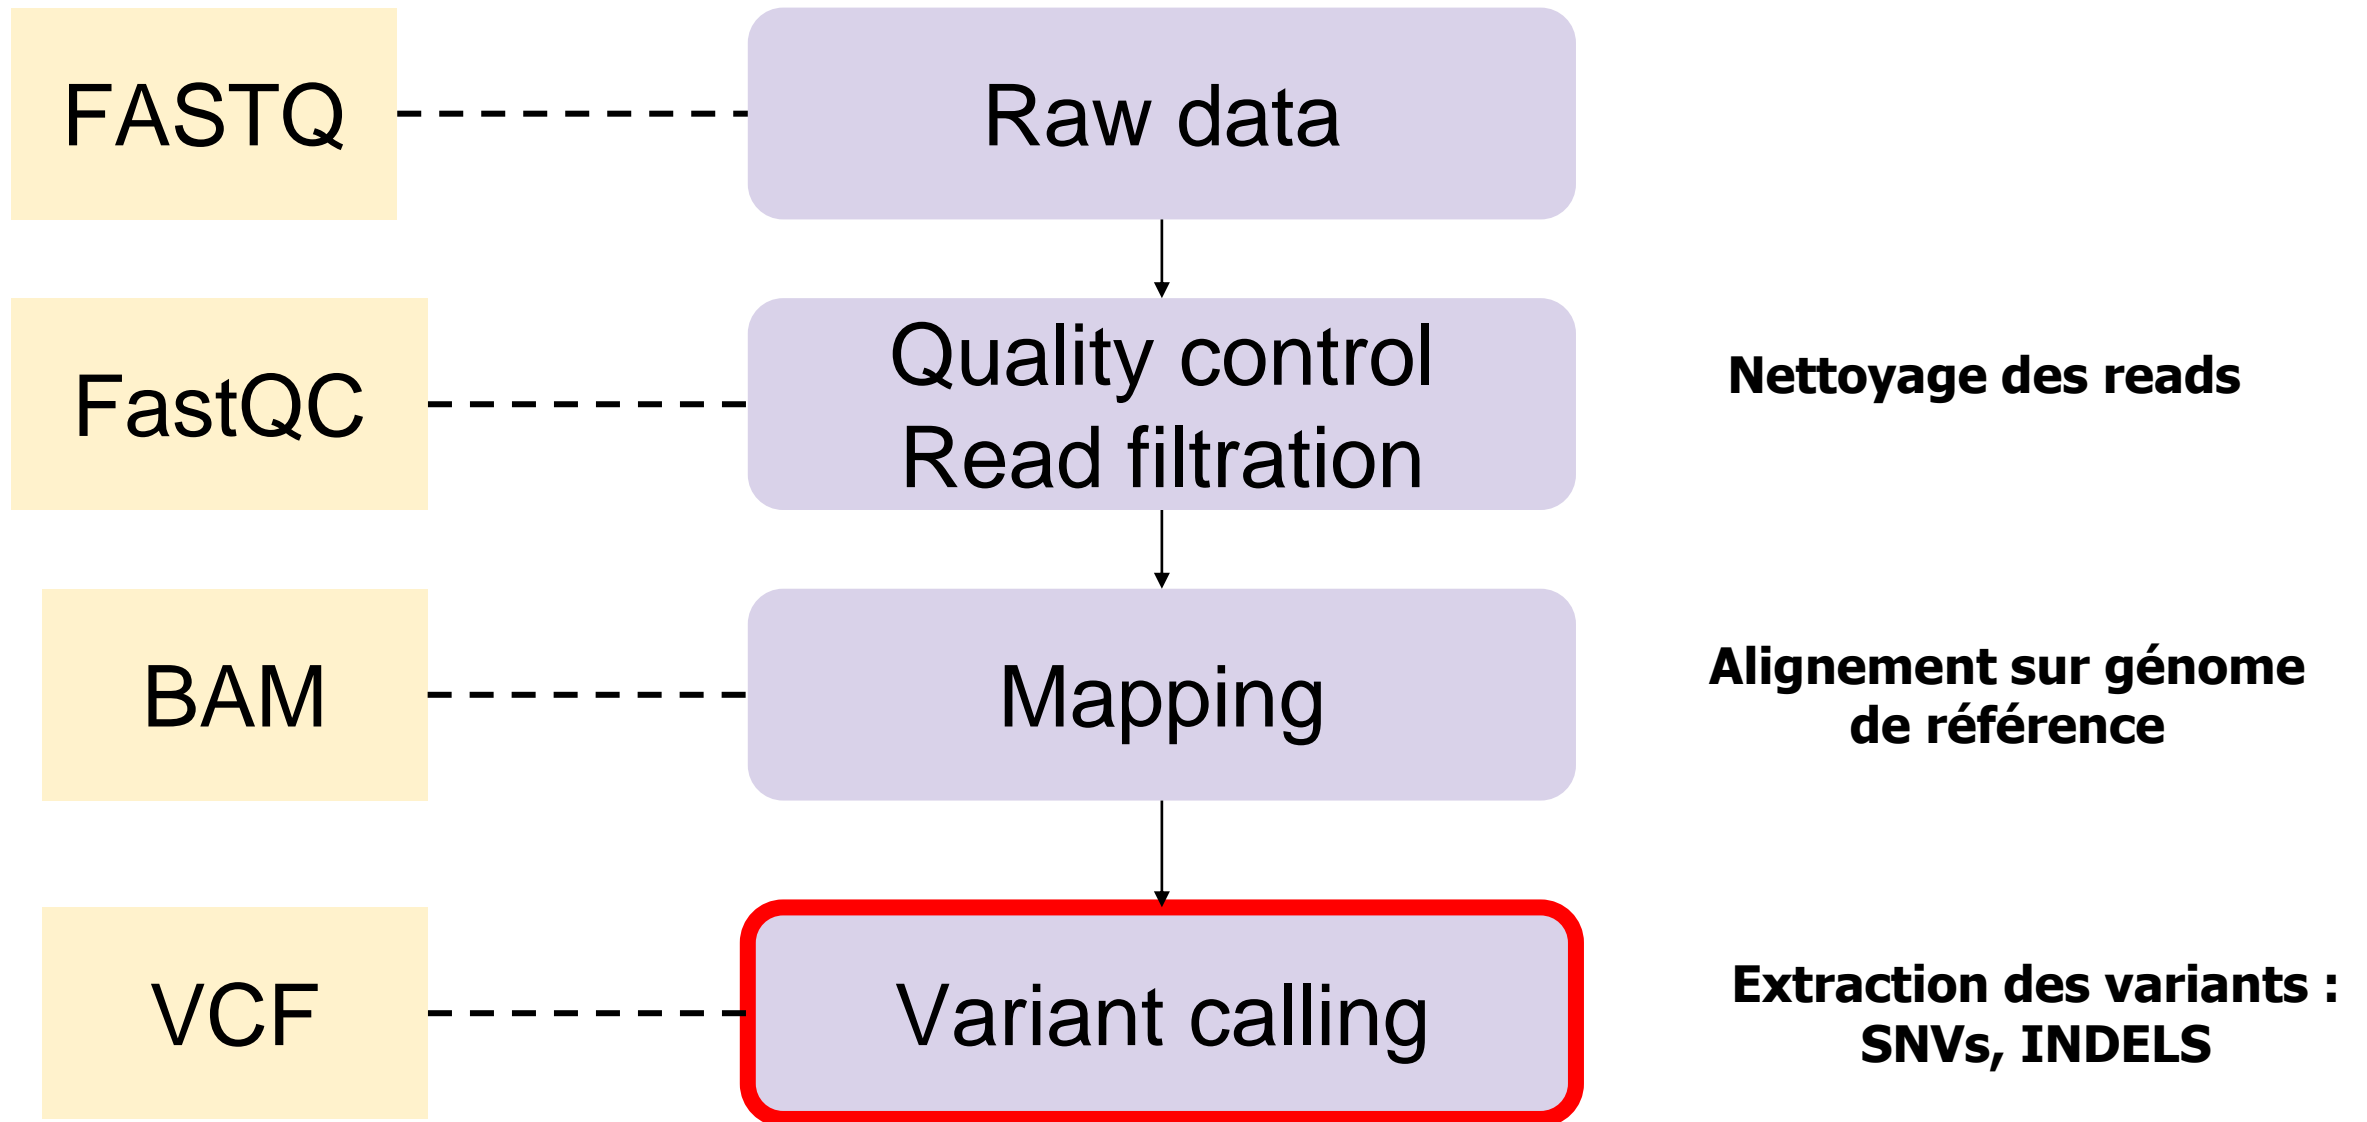 FASTQ
Raw data
FastQC
Quality control
Read filtration
Nettoyage des reads
BAM
Mapping
Alignement sur génome
de référence
VCF
Variant calling
Extraction des variants :
SNVs, INDELS